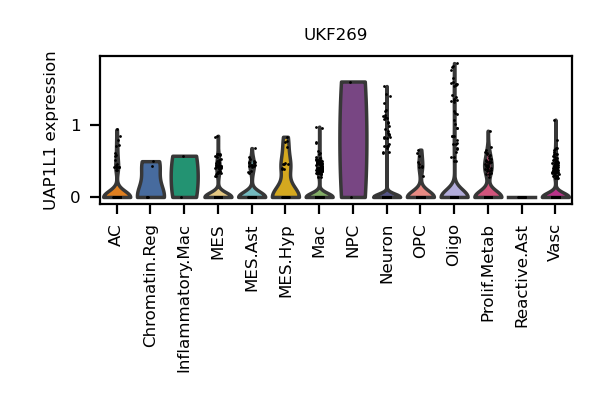 UKF269
UAP1L1 expression
1
0
AC
Chromatin.Reg
Inflammatory.Mac
MES
MES.Ast
MES.Hyp
Mac
NPC
Neuron
OPC
Oligo
Prolif.Metab
Reactive.Ast
Vasc